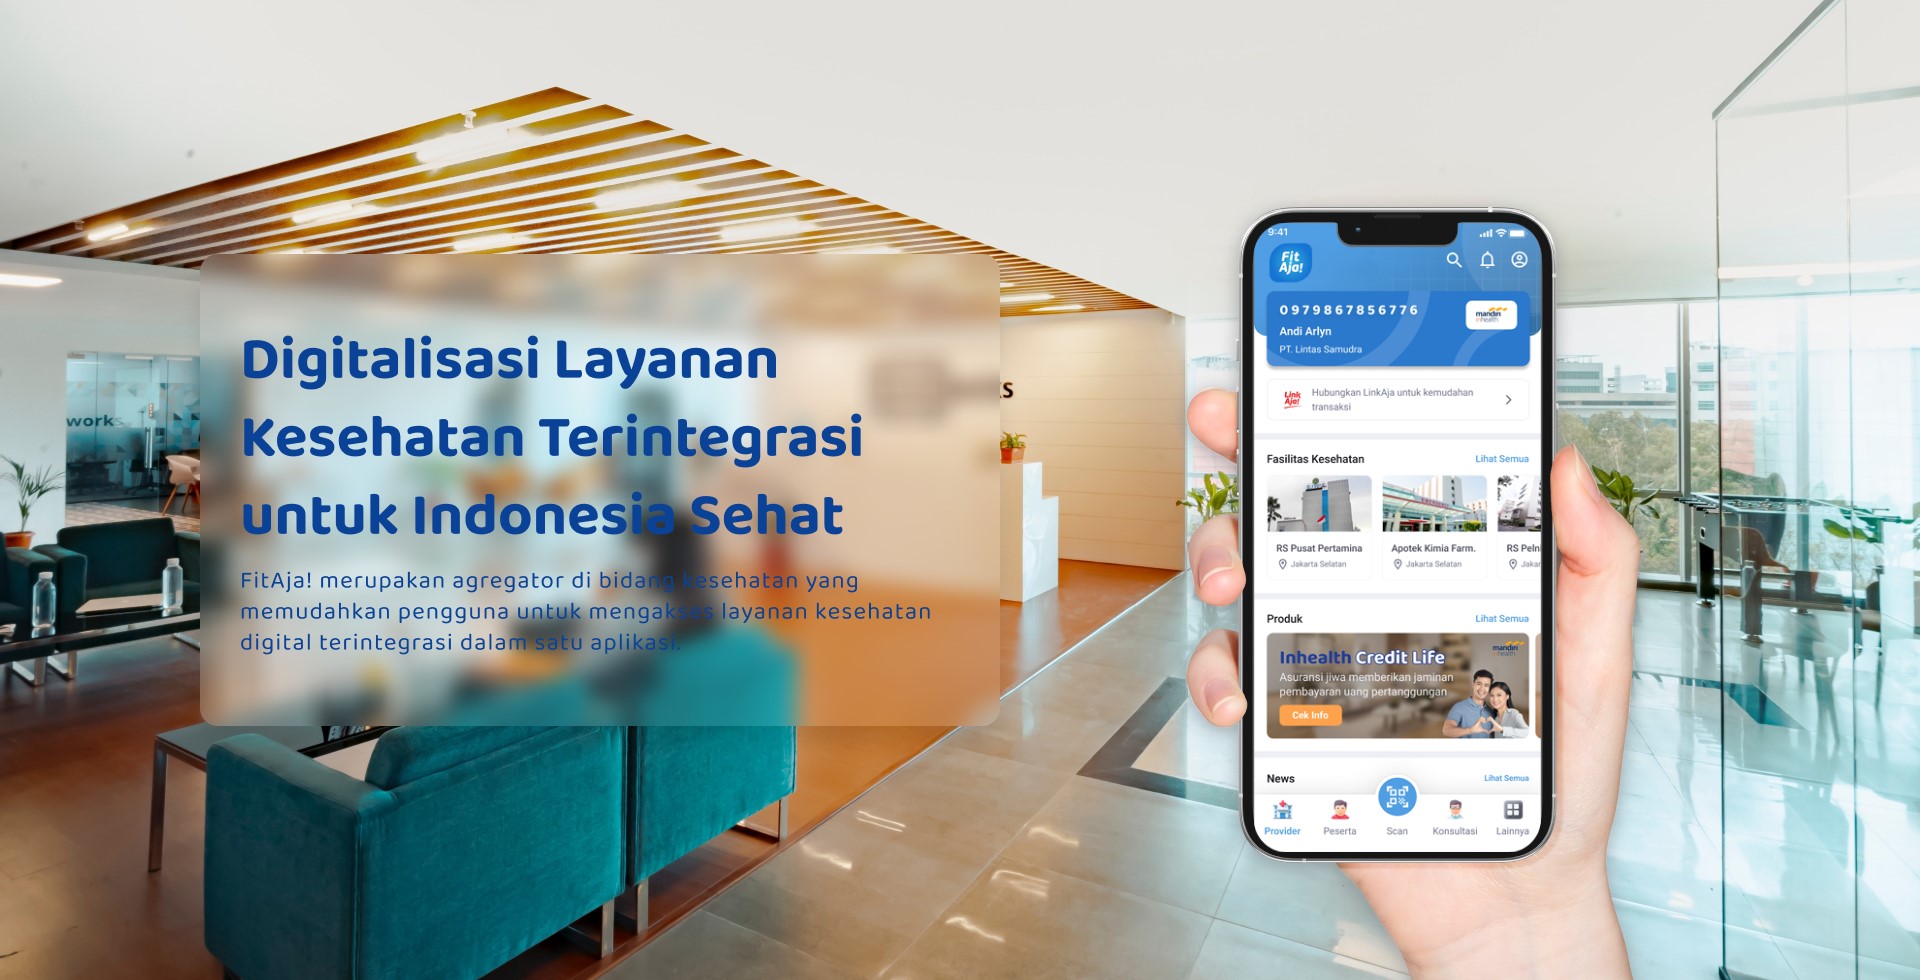 works
Digitalisasi Layanan
Kesehatan Terintegrasi
untuk Indonesia Sehat
FitAja! merupakan agregator di bidang kesehatan yang
memudahkan pengguna untuk mengakses layanan kesehatan
digital terintegrasi dalam satu aplikasi.
9:41
Fit
Aja!
0979867856776
mandiri
inhealth
Andi Arlyn
PT. Lintas Samudra
Link
Aja!
Hubungkan LinkAja untuk kemudahan
transaksi
Fasilitas Kesehatan
Lihat Semua
RS Pusat Pertamina
Jakarta Selatan
Apotek Kimia Farm.
Jakarta Selatan
RS Pelni
Jakar
Produk
Lihat Semua
mandiri
inhealth
Inhealth Credit Life
Asuransi jiwa memberikan jaminan
pembayaran uang pertanggungan
Cek Info
News
Lihat Semua
Provider
Peserta
Scan
Konsultasi
Lainnya